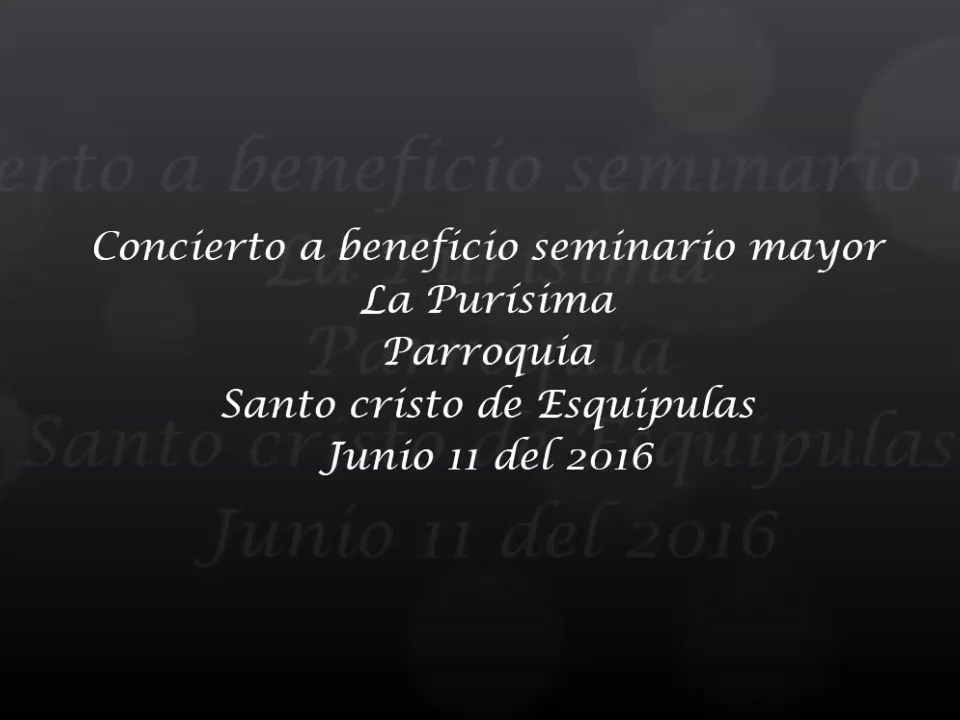 Concierto a beneficio seminario mayor
La Purísima
Parroquia
Santo cristo de Esquipulas
Junio 11 del 2016